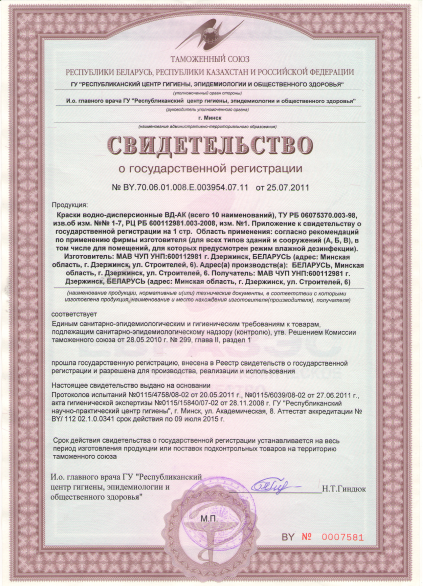 ТАМОЖЕННЫЙ СОЮЗ
РЕСПУБЛИКИ БЕЛАРУСЬ, РЕСПУБЛИКИ КАЗАХСТАН И РОССИЙСКОЙ ФЕДЕРАЦИИ
ГУ "РЕСПУБЛИКАНСКИЙ ЦЕНТР ГИГИЕНЫ, ЭПИДЕМИОЛОГИИ И ОБЩЕСТВЕННОГО ЗДОРОВЬЯ"
(уполномоченный орган стороны)
И.о. главного врача ГУ "Республиканский центр гигиены, эпидемиологии и общественного здоровья"
(руководитель уполномоченного органа)
г. Минск
(наименование административно-территориального образования)
СВИДЕТЕЛЬСТВО
о государственной регистрации
№ BY.70.06.01.008.E.003954.07.11 от 25.07.2011
Продукция:
Краски водно-дисперсионные ВД-АК (всего 10 наименований), ТУ РБ 06075370.003-98,
изв.об изм. №№ 1-7, РЦ РБ 600112981.003-2008, изм. №1. Приложение к свидетельству о
государственной регистрации на 1 стр. Область применения: согласно рекомендаций
по применению фирмы изготовителя (для всех типов зданий и сооружений (А, Б, В), в
том числе для помещений, для которых предусмотрен режим влажной дезинфекции).
Изготовитель: МАВ ЧУП УНП:600112981 г. Дзержинск, БЕЛАРУСЬ (адрес Минская
область, г. Дзержинск, ул. Строителей, 6). Адрес(а) производств(а): БЕЛАРУСЬ, Минская
область, г. Дзержинск, ул. Строителей, 6. Получатель: МАВ ЧУП УНП:600112981 г.
Дзержинск, БЕЛАРУСЬ (адрес Минская область, г. Дзержинск, ул. Строителей, 6)
(наименование продукции, нормативные и(или) технические документы, в соответствии с которыми
изготовлена продукция,наименование и место нахождения изготовителя(производителя), получателя)
соответствует
Единым санитарно-эпидемиологическим и гигиеническим требованиям к товарам,
подлежащим санитарно-эпидемиологическому надзору (контролю), утв. Решением Комиссии
таможенного союза от 28.05.2010 г. № 299, глава II, раздел 1
прошла государственную регистрацию, внесена в Реестр свидетельств о государственной
регистрации и разрешена для производства, реализации и использования
Настоящее свидетельство выдано на основании
Протоколов испытаний №0115/4758/08-02 от 20.05.2011 г., №0115/6039/08-02 от 27.06.2011 г.,
акта гигиенической экспертизы №0115/15840/07-02 от 28.11.2008 г. ГУ "Республиканский
научно-практический центр гигиены", г. Минск, ул. Академическая, 8. Аттестат аккредитации №
BY/ 112 02.1.0.0341 срок действия по 09 июля 2015 г.
Срок действия свидетельства о государственной регистрации устанавливается на весь
период изготовления продукции или поставок подконтрольных товаров на территорию
таможенного союза
И.о. главного врача ГУ "Республиканский
центр гигиены, эпидемиологии и
общественного здоровья"
Н.Т.Гиндюк
М.П.
BY № 0007581